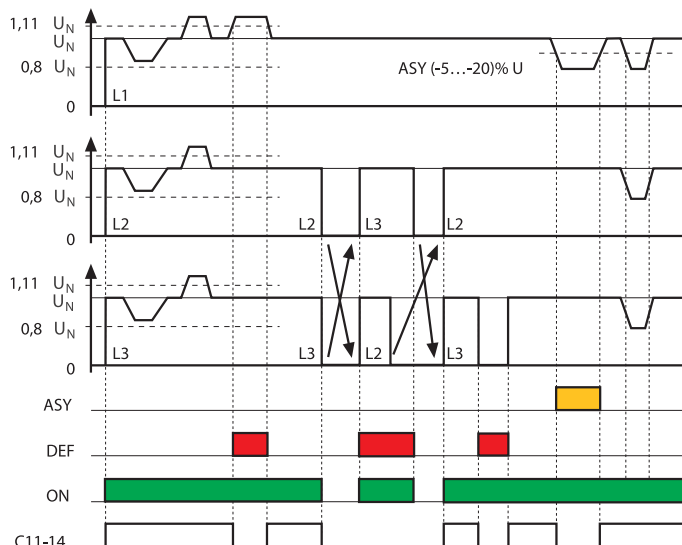 1,11 U_N
U_N
0,8 U_N
ASY (-5...-20)% U
0
L1
1,11 U_N
U_N
0,8 U_N
L2
L2
L3
L2
0
1,11 U_N
U_N
0,8 U_N
L3
L3
L2
L3
0
ASY
DEF
ON
C11-14